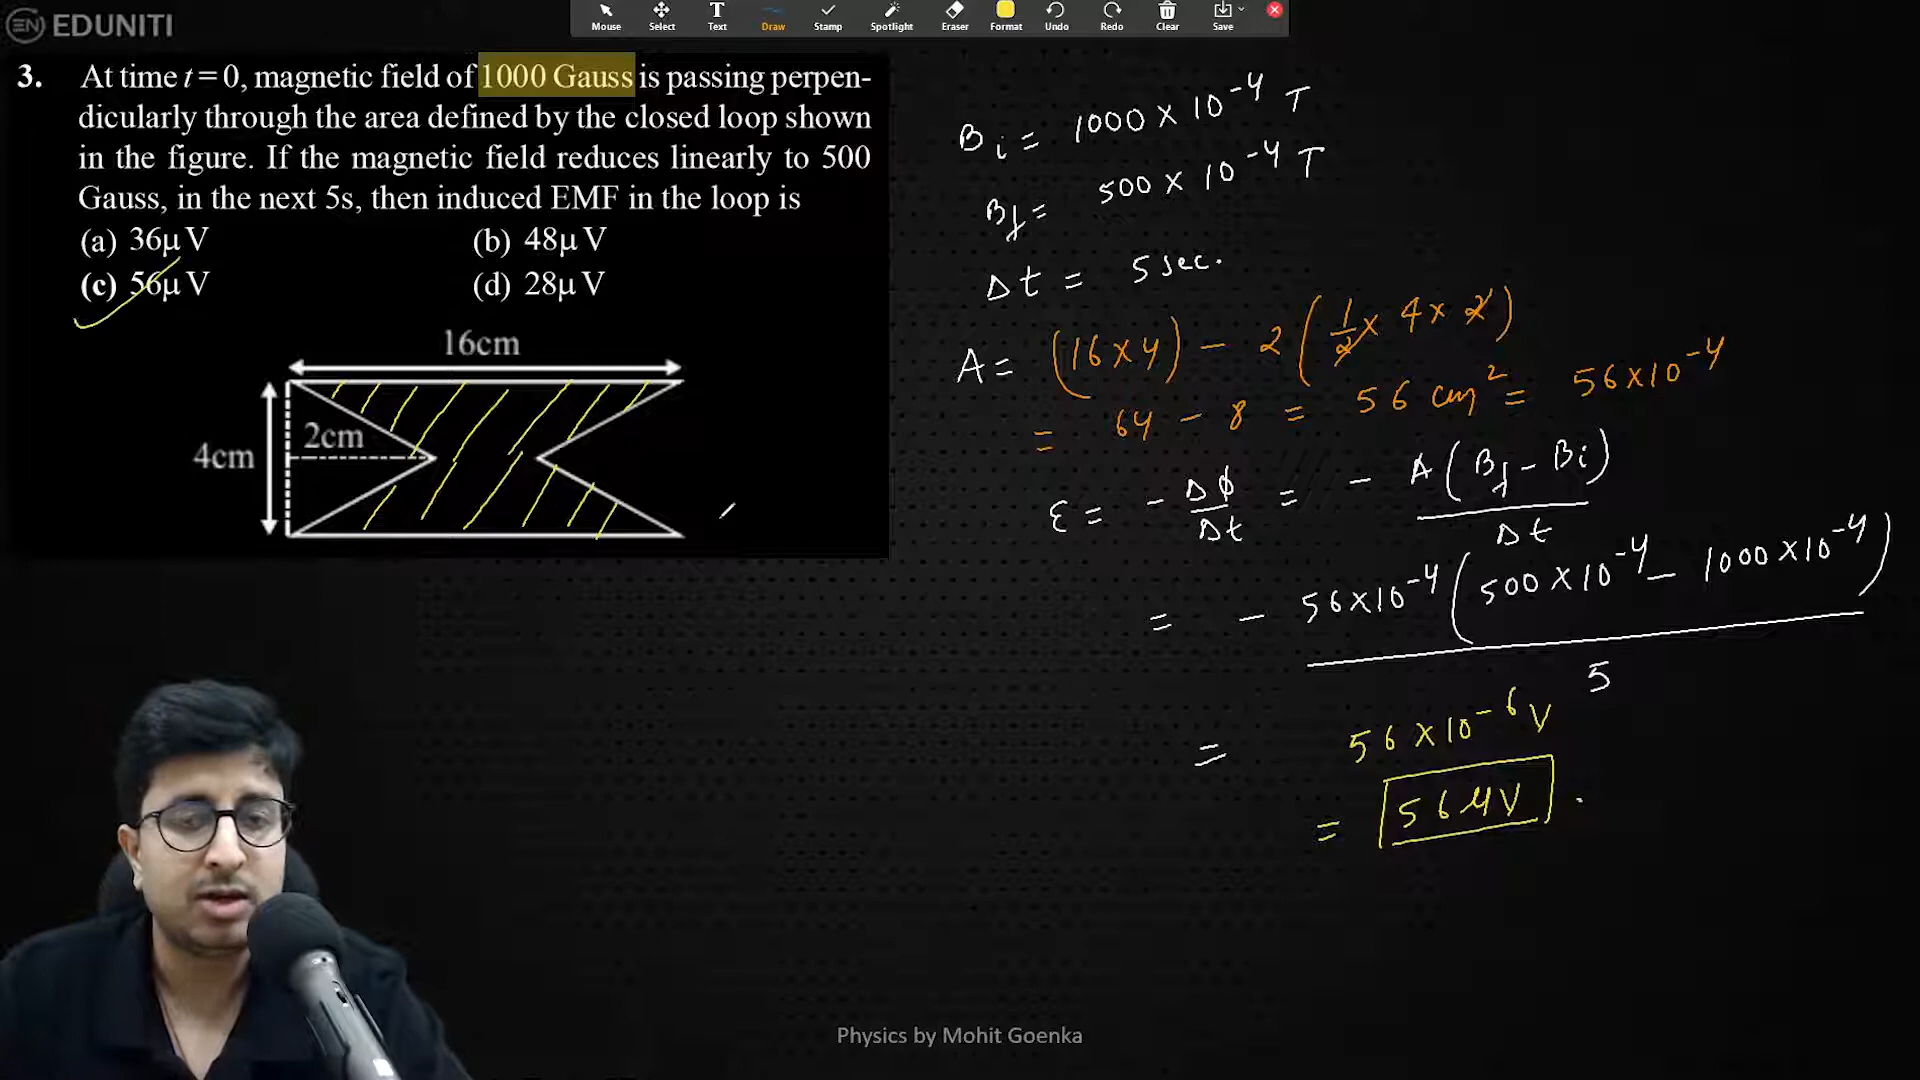 EN EDUNITI
Mouse Select Text Draw Stamp Spotlight Eraser Format Undo Redo Clear Save
3. At time t = 0, magnetic field of 1000 Gauss is passing perpen-
dicularly through the area defined by the closed loop shown
in the figure. If the magnetic field reduces linearly to 500
Gauss, in the next 5s, then induced EMF in the loop is
(a) 36μV (b) 48μV
(c) 56μV (d) 28μV
16cm
2cm
4cm
Bi = 1000 × 10⁻⁴ T
Bf = 500 × 10⁻⁴ T
Δt = 5 sec.
A = (16×4) − 2(1/2 × 4 × 2)
= 64 − 8 = 56 cm² = 56×10⁻⁴
ε = − Δϕ/Δt = − A(Bf − Bi)/Δt
= − 56×10⁻⁴(500×10⁻⁴ − 1000×10⁻⁴)/5
= 56×10⁻⁶ V
= 56μV.
Physics by Mohit Goenka